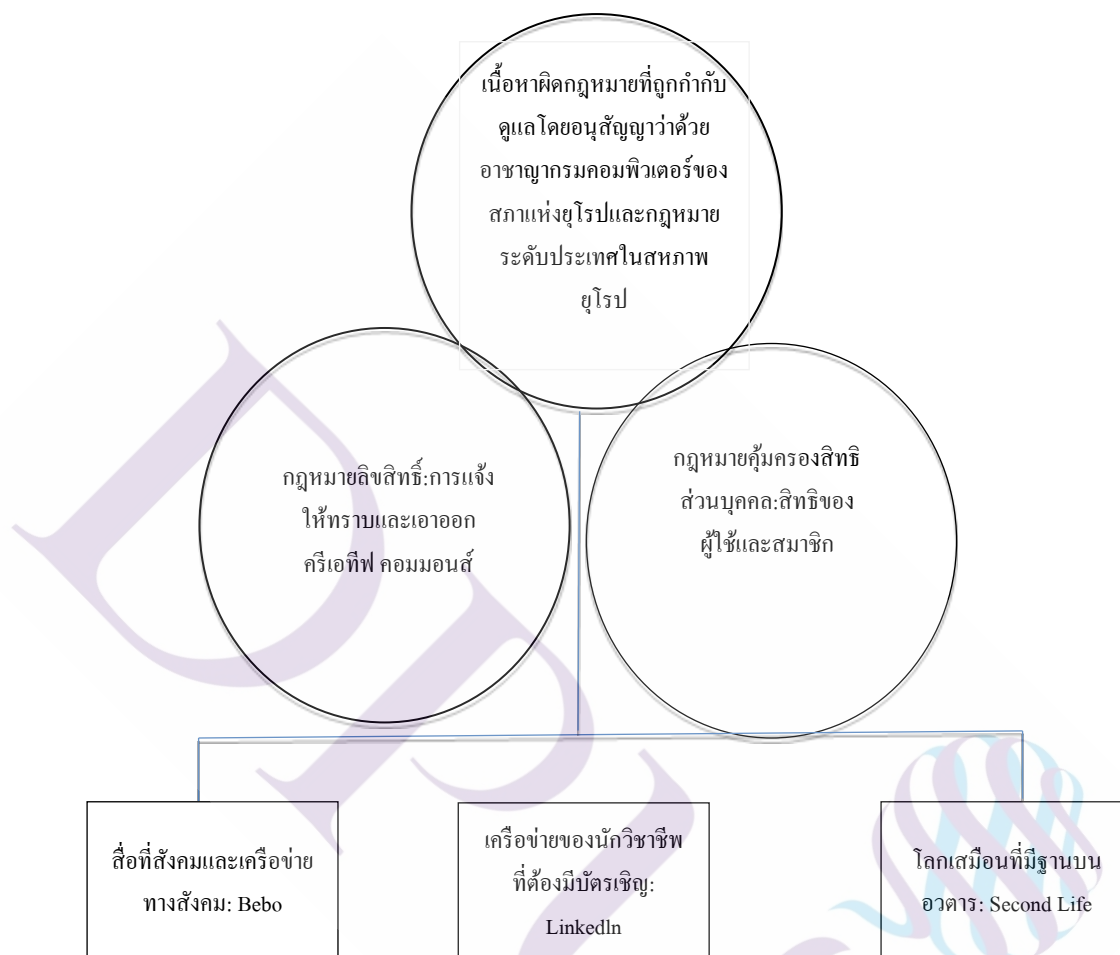 เนื้อหาผิดกฎหมายที่ถูกกำกับ
ดูแลโดยอนุสัญญาว่าด้วย
อาชาญากรมคอมพิวเตอร์ของ
สภาแห่งยุโรปและกฎหมาย
ระดับประเทศในสหภาพ
ยุโรป
กฎหมายลิขสิทธิ์:การแจ้ง
ให้ทราบและเอาออก
ครีเอทีฟ คอมมอนส์
กฎหมายคุ้มครองสิทธิ
ส่วนบุคคล:สิทธิของ
ผู้ใช้และสมาชิก
สื่อที่สังคมและเครือข่าย
ทางสังคม: Bebo
เครือข่ายของนักวิชาชีพ
ที่ต้องมีบัตรเชิญ:
Linkedln
โลกเสมือนที่มีฐานบน
อวตาร: Second Life